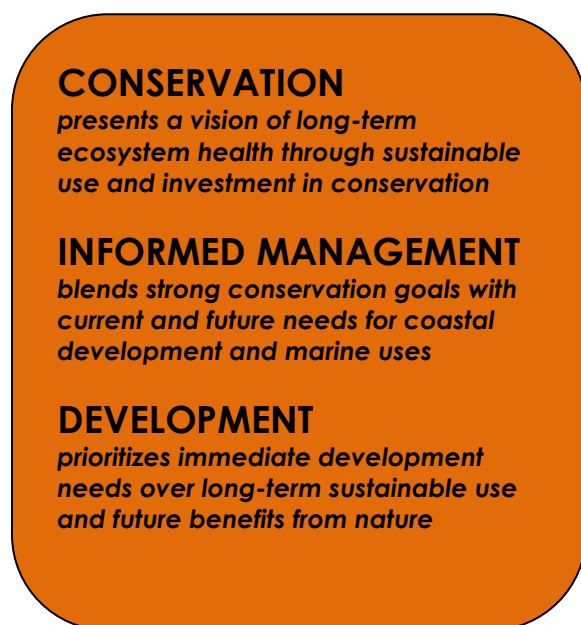 CONSERVATION
presents a vision of long-term
ecosystem health through sustainable
use and investment in conservation
INFORMED MANAGEMENT
blends strong conservation goals with
current and future needs for coastal
development and marine uses
DEVELOPMENT
prioritizes immediate development
needs over long-term sustainable use
and future benefits from nature